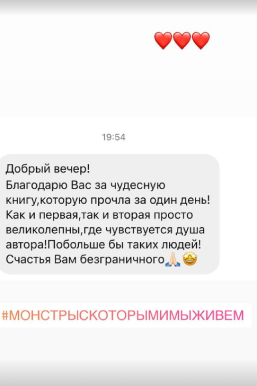 ❤️❤️❤️
19:54
Добрый вечер!
Благодарю Вас за чудесную
книгу,которую прочла за один день!
Как и первая,так и вторая просто
великолепны,где чувствуется душа
автора!Побольше бы таких людей!
Счастья Вам безграничного🙏🏻🤩
#МОНСТРЫСКОТОРЫМИМЫЖИВЕМ